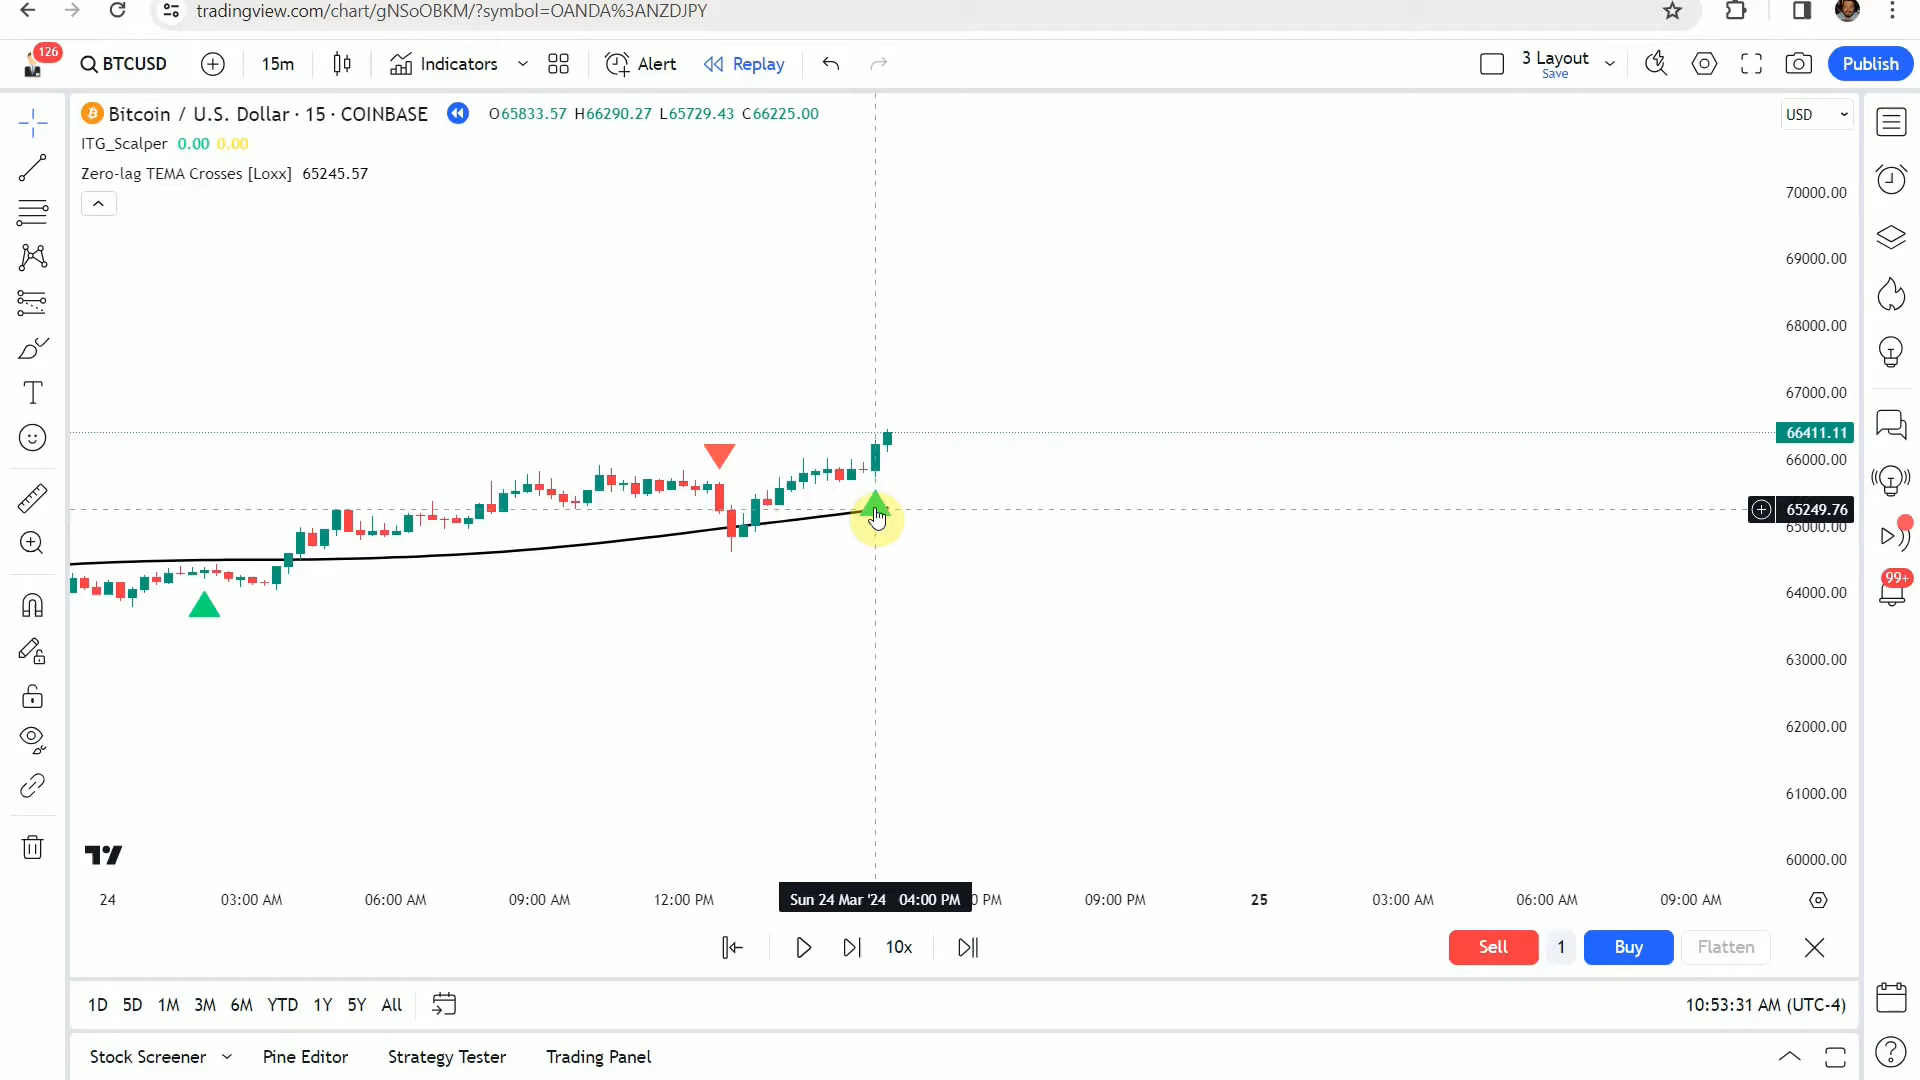 tradingview.com/chart/gNSoOBKM/?symbol=OANDA%3ANZDJPY
126
BTCUSD
15m
Indicators
Alert
Replay
3 Layout
Save
Publish
Bitcoin / U.S. Dollar · 15 · COINBASE
O65833.57 H66290.27 L65729.43 C66225.00
USD
ITG_Scalper 0.00 0.00
Zero-lag TEMA Crosses [Loxx] 65245.57
70000.00
69000.00
68000.00
67000.00
66411.11
66000.00
65249.76
65000.00
64000.00
63000.00
62000.00
61000.00
60000.00
99+
24
03:00 AM
06:00 AM
09:00 AM
12:00 PM
Sun 24 Mar '24 04:00 PM
0 PM
09:00 PM
25
03:00 AM
06:00 AM
09:00 AM
10x
Sell
1
Buy
Flatten
1D 5D 1M 3M 6M YTD 1Y 5Y All
10:53:31 AM (UTC-4)
Stock Screener
Pine Editor
Strategy Tester
Trading Panel